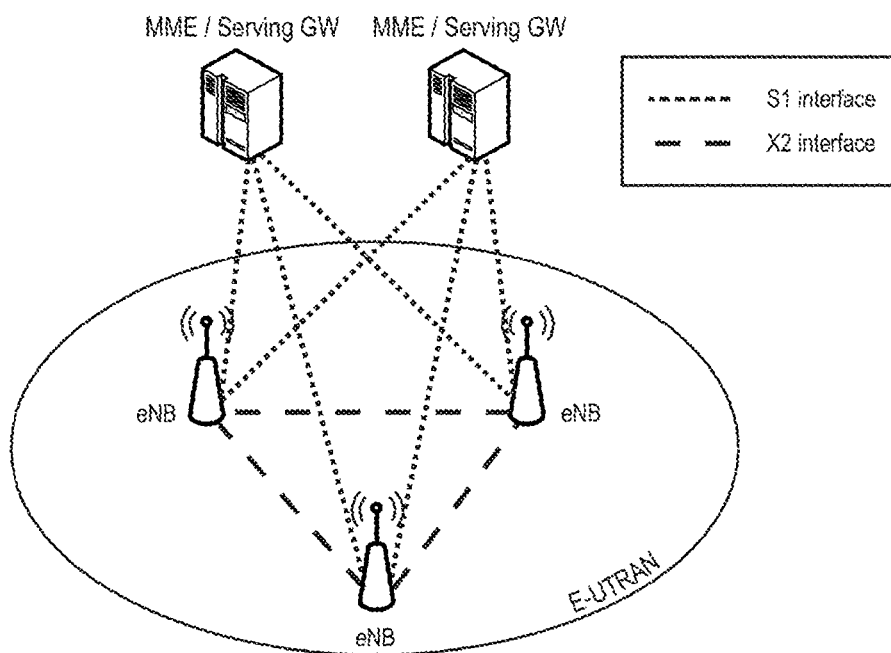 MME / Serving GW
MME / Serving GW
S1 interface
X2 interface
eNB
eNB
eNB
E-UTRAN